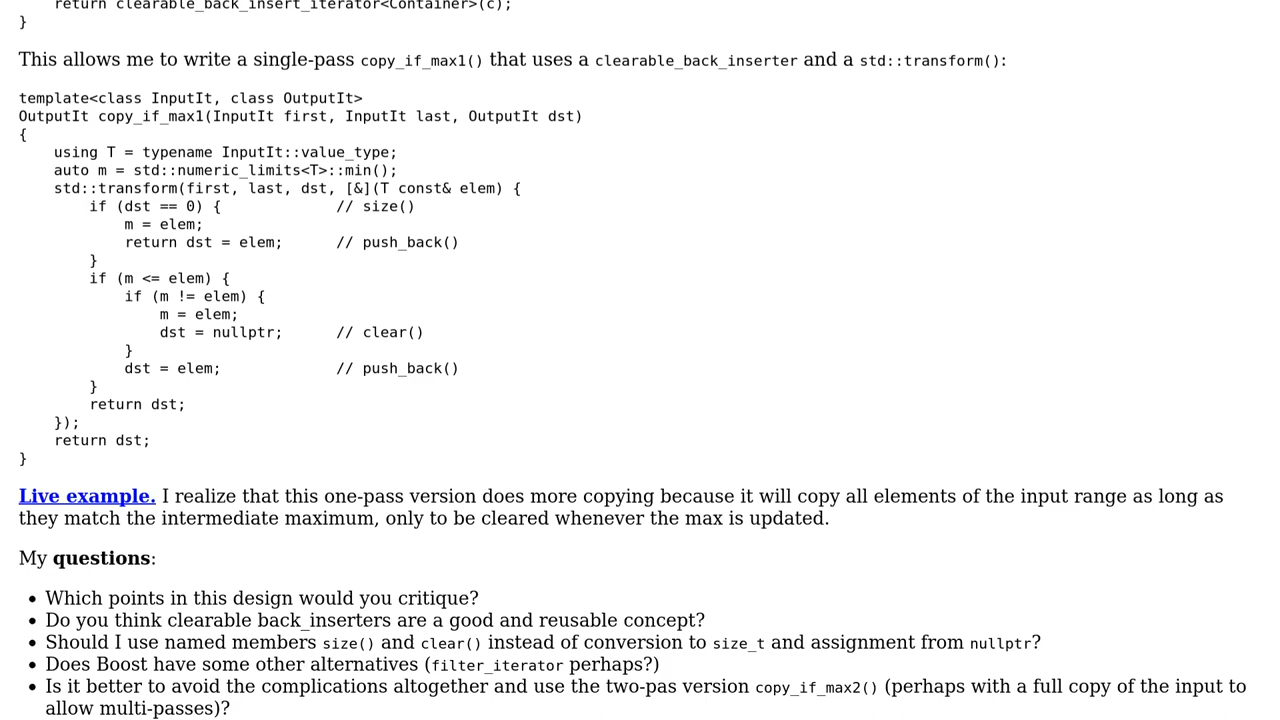 return clearable_back_insert_iterator<Container>(c);
}
This allows me to write a single-pass copy_if_max1() that uses a clearable_back_inserter and a std::transform():
template<class InputIt, class OutputIt>
OutputIt copy_if_max1(InputIt first, InputIt last, OutputIt dst)
{
    using T = typename InputIt::value_type;
    auto m = std::numeric_limits<T>::min();
    std::transform(first, last, dst, [&](T const& elem) {
        if (dst == 0) {             // size()
            m = elem;
            return dst = elem;      // push_back()
        }
        if (m <= elem) {
            if (m != elem) {
                m = elem;
                dst = nullptr;      // clear()
            }
            dst = elem;             // push_back()
        }
        return dst;
    });
    return dst;
}
Live example. I realize that this one-pass version does more copying because it will copy all elements of the input range as long as
they match the intermediate maximum, only to be cleared whenever the max is updated.
My questions:
• Which points in this design would you critique?
• Do you think clearable back_inserters are a good and reusable concept?
• Should I use named members size() and clear() instead of conversion to size_t and assignment from nullptr?
• Does Boost have some other alternatives (filter_iterator perhaps?)
• Is it better to avoid the complications altogether and use the two-pas version copy_if_max2() (perhaps with a full copy of the input to
allow multi-passes)?